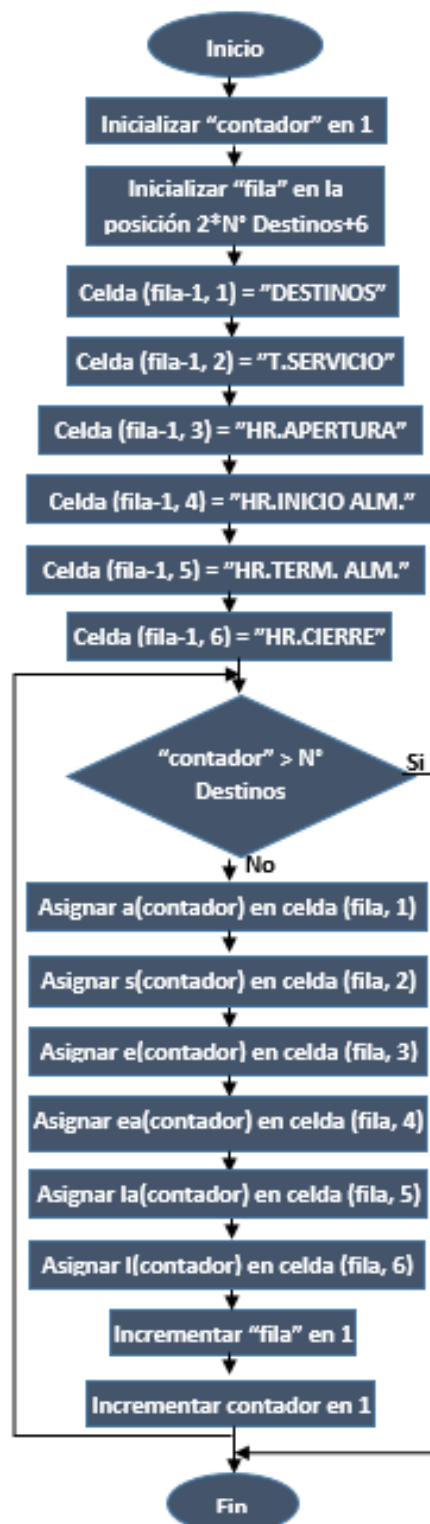 Inicio
Inicializar “contador” en 1
Inicializar “fila” en la
posición 2*N° Destinos+6
Celda (fila-1, 1) = ”DESTINOS”
Celda (fila-1, 2) = ”T.SERVICIO”
Celda (fila-1, 3) = ”HR.APERTURA”
Celda (fila-1, 4) = ”HR.INICIO ALM.”
Celda (fila-1, 5) = ”HR.TERM. ALM.”
Celda (fila-1, 6) = ”HR.CIERRE”
“contador” > N°
Destinos
Si
No
Asignar a(contador) en celda (fila, 1)
Asignar s(contador) en celda (fila, 2)
Asignar e(contador) en celda (fila, 3)
Asignar ea(contador) en celda (fila, 4)
Asignar la(contador) en celda (fila, 5)
Asignar l(contador) en celda (fila, 6)
Incrementar “fila” en 1
Incrementar contador en 1
Fin